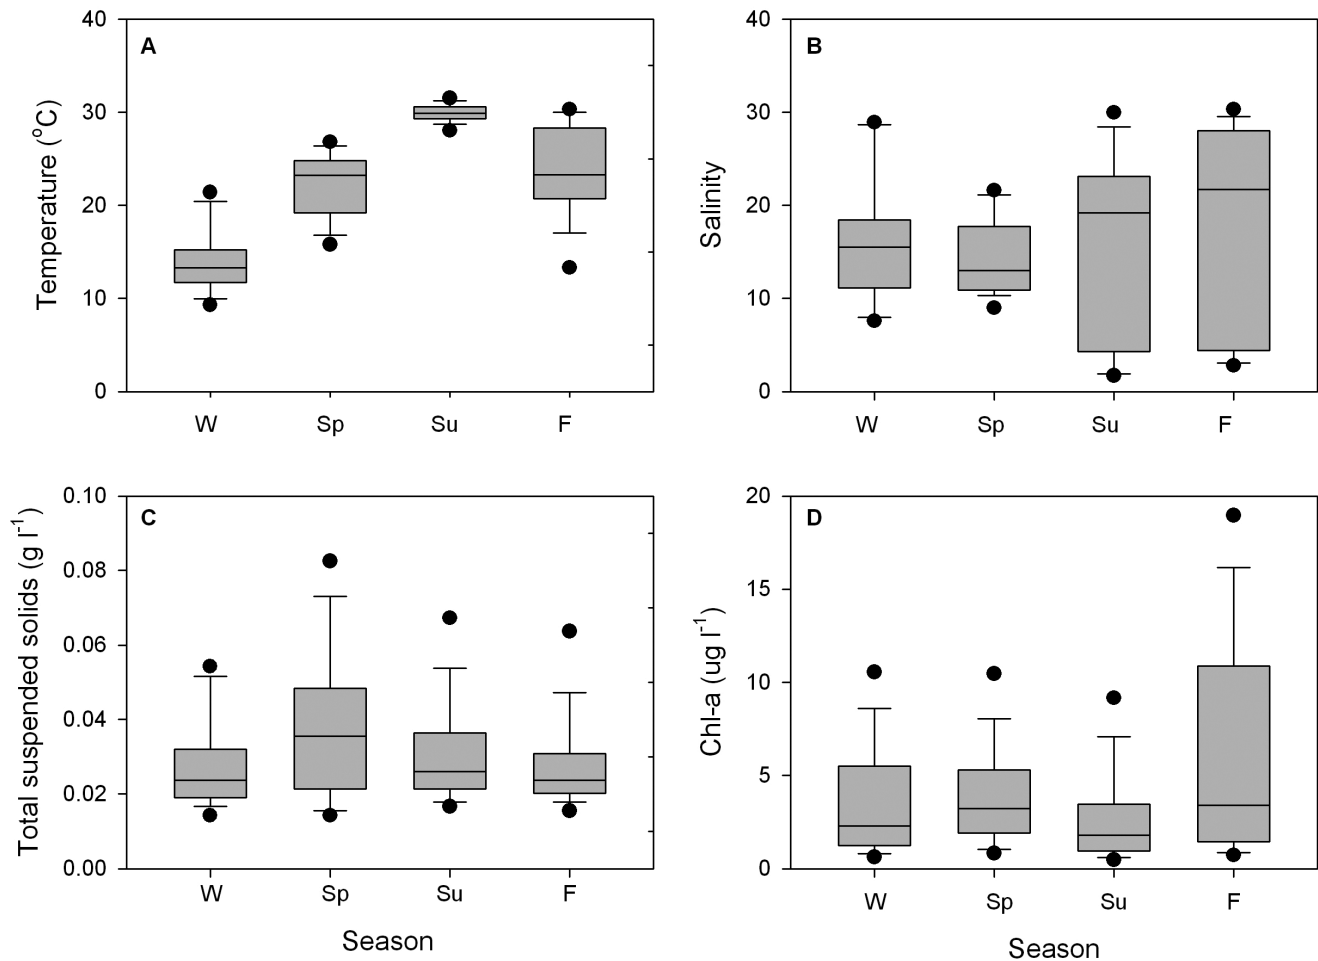 A
Temperature (°C)
40
30
20
10
0
W Sp Su F
B
Salinity
40
30
20
10
0
W Sp Su F
C
Total suspended solids (g l⁻¹)
0.10
0.08
0.06
0.04
0.02
0.00
W Sp Su F
Season
D
Chl-a (ug l⁻¹)
20
15
10
5
0
W Sp Su F
Season